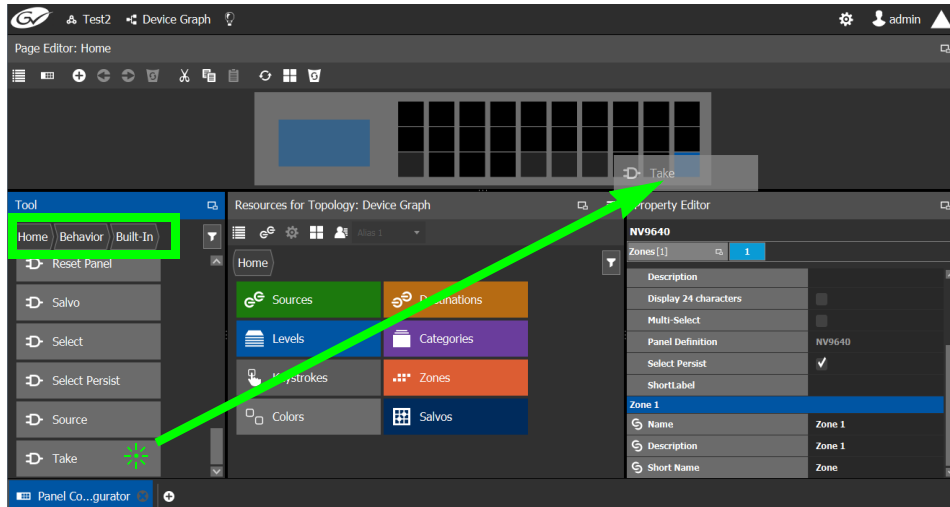 GV Test2 Device Graph admin
Page Editor: Home
Take
Tool
Home Behavior Built-In
Reset Panel
Salvo
Select
Select Persist
Source
Take
Resources for Topology: Device Graph
Alias 1
Home
Sources Destinations
Levels Categories
Keystrokes Zones
Colors Salvos
Property Editor
NV9640
Zones[1] 1
Description
Display 24 characters
Multi-Select
Panel Definition NV9640
Select Persist
ShortLabel
Zone 1
Name Zone 1
Description Zone 1
Short Name Zone
Panel Co...gurator